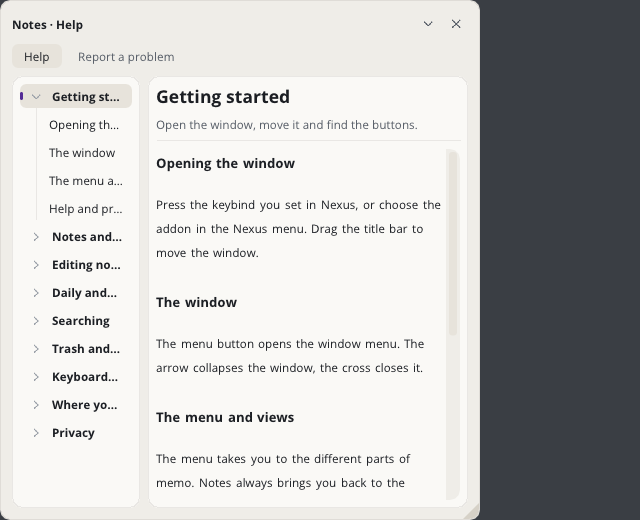 Notes · Help
Help
Report a problem
Getting st...
Opening th...
The window
The menu a...
Help and pr...
Notes and...
Editing no...
Daily and...
Searching
Trash and...
Keyboard...
Where yo...
Privacy
Getting started
Open the window, move it and find the buttons.
Opening the window
Press the keybind you set in Nexus, or choose the
addon in the Nexus menu. Drag the title bar to
move the window.
The window
The menu button opens the window menu. The
arrow collapses the window, the cross closes it.
The menu and views
The menu takes you to the different parts of
memo. Notes always brings you back to the